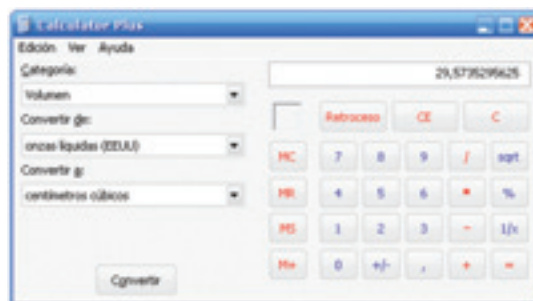 Calculator Plus
Edición Ver Ayuda
Categoría:
Volumen
Convertir de:
onzas líquidas (EEUU)
Convertir a:
centímetros cúbicos
Convertir
29,5735295625
Retroceso CE C
MC 7 8 9 / sqrt
MR 4 5 6 * %
MS 1 2 3 - 1/x
M+ 0 +/- , + =